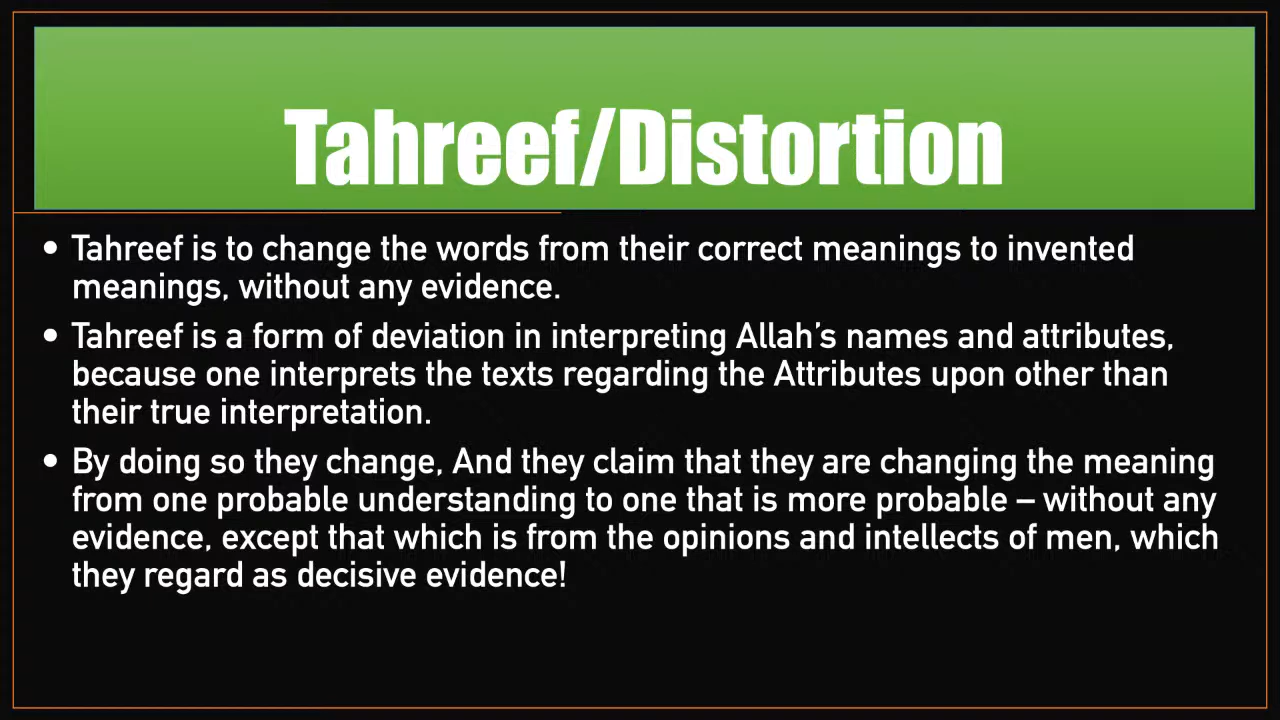 Tahreef/Distortion
• Tahreef is to change the words from their correct meanings to invented
meanings, without any evidence.
• Tahreef is a form of deviation in interpreting Allah’s names and attributes,
because one interprets the texts regarding the Attributes upon other than
their true interpretation.
• By doing so they change, And they claim that they are changing the meaning
from one probable understanding to one that is more probable – without any
evidence, except that which is from the opinions and intellects of men, which
they regard as decisive evidence!